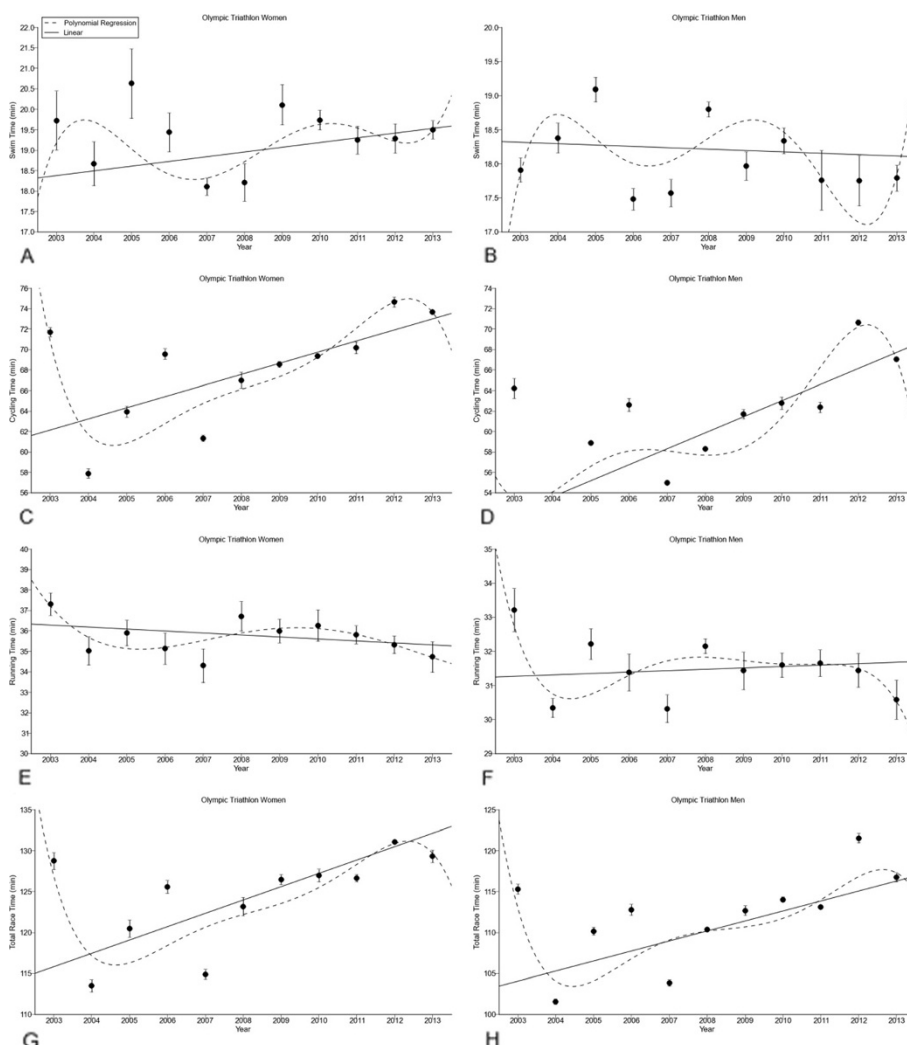 Olympic Triathlon Women
Polynomial Regression
Linear
Swim Time (min)
22.0
21.5
21.0
20.5
20.0
19.5
19.0
18.5
18.0
17.5
17.0
2003 2004 2005 2006 2007 2008 2009 2010 2011 2012 2013
Year
A
Olympic Triathlon Men
Swim Time (min)
20.0
19.5
19.0
18.5
18.0
17.5
17.0
2003 2004 2005 2006 2007 2008 2009 2010 2011 2012 2013
Year
B
Olympic Triathlon Women
Cycling Time (min)
76
74
72
70
68
66
64
62
60
58
56
2003 2004 2005 2006 2007 2008 2009 2010 2011 2012 2013
Year
C
Olympic Triathlon Men
Cycling Time (min)
76
74
72
70
68
66
64
62
60
58
56
54
2003 2004 2005 2006 2007 2008 2009 2010 2011 2012 2013
Year
D
Olympic Triathlon Women
Running Time (min)
40
39
38
37
36
35
34
33
32
31
30
2003 2004 2005 2006 2007 2008 2009 2010 2011 2012 2013
Year
E
Olympic Triathlon Men
Running Time (min)
35
34
33
32
31
30
29
2003 2004 2005 2006 2007 2008 2009 2010 2011 2012 2013
Year
F
Olympic Triathlon Women
Total Race Time (min)
135
130
125
120
115
110
2003 2004 2005 2006 2007 2008 2009 2010 2011 2012 2013
Year
G
Olympic Triathlon Men
Total Race Time (min)
125
120
115
110
105
100
2003 2004 2005 2006 2007 2008 2009 2010 2011 2012 2013
Year
H